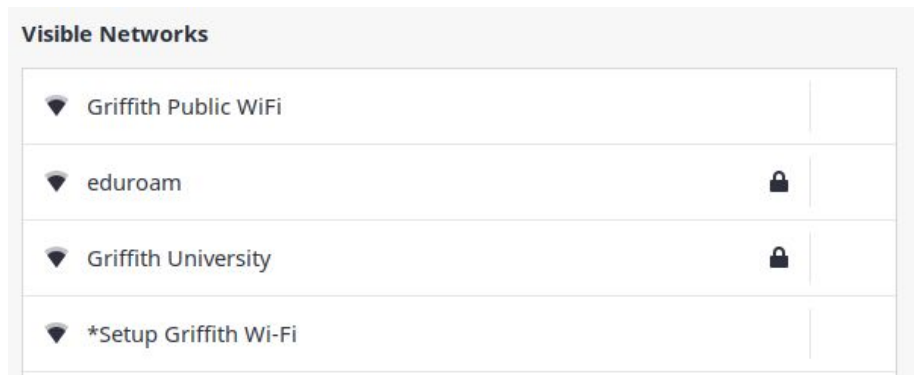 Visible Networks
Griffith Public WiFi
eduroam
Griffith University
*Setup Griffith Wi-Fi